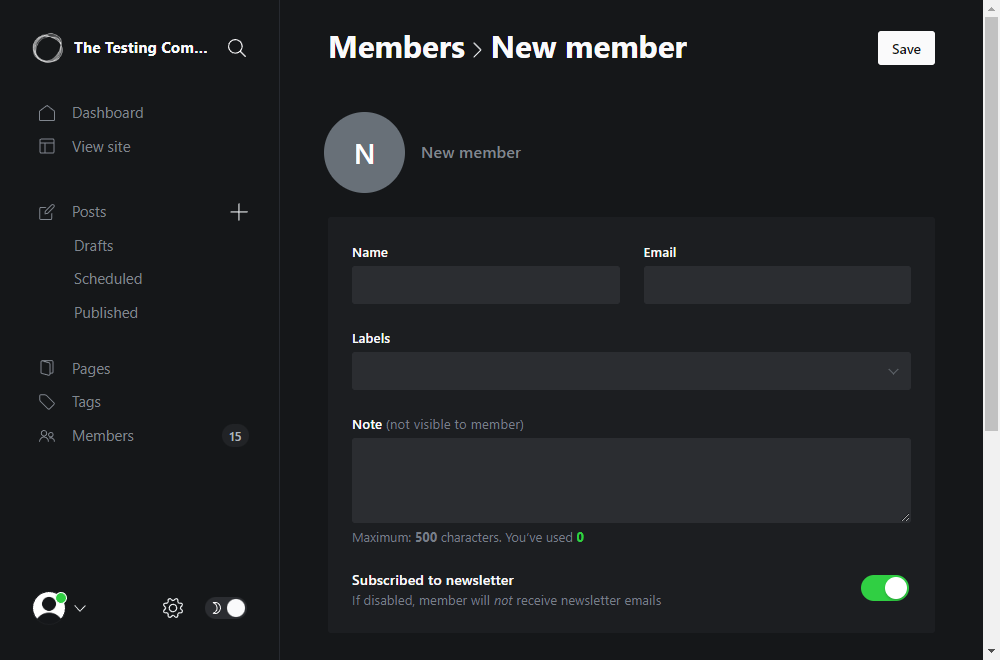 The Testing Com...
Members > New member
Save
Dashboard
View site
N
New member
Posts
Drafts
Scheduled
Published
Pages
Tags
Members
15
Name
Email
Labels
Note (not visible to member)
Maximum: 500 characters. You've used 0
Subscribed to newsletter
If disabled, member will not receive newsletter emails